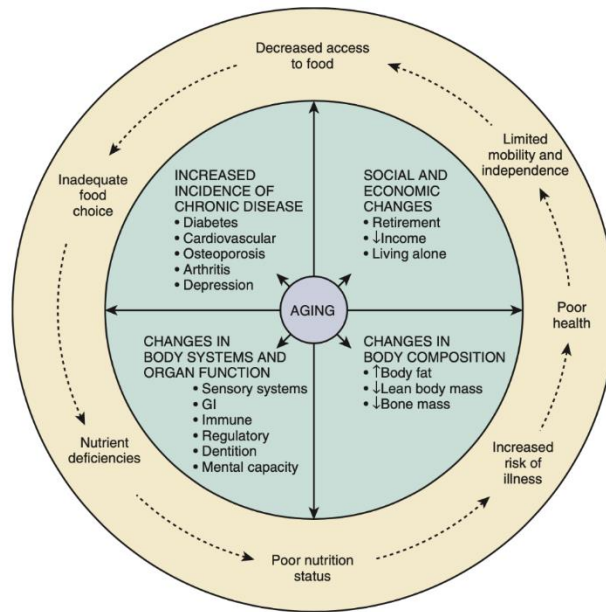 Decreased access
to food
Limited
mobility and
independence
Poor
health
Increased
risk of
illness
Poor nutrition
status
Nutrient
deficiencies
Inadequate
food
choice
INCREASED
INCIDENCE OF
CHRONIC DISEASE
• Diabetes
• Cardiovascular
• Osteoporosis
• Arthritis
• Depression
SOCIAL AND
ECONOMIC
CHANGES
• Retirement
• ↓Income
• Living alone
AGING
CHANGES IN
BODY SYSTEMS AND
ORGAN FUNCTION
• Sensory systems
• GI
• Immune
• Regulatory
• Dentition
• Mental capacity
CHANGES IN
BODY COMPOSITION
• ↑Body fat
• ↓Lean body mass
• ↓Bone mass